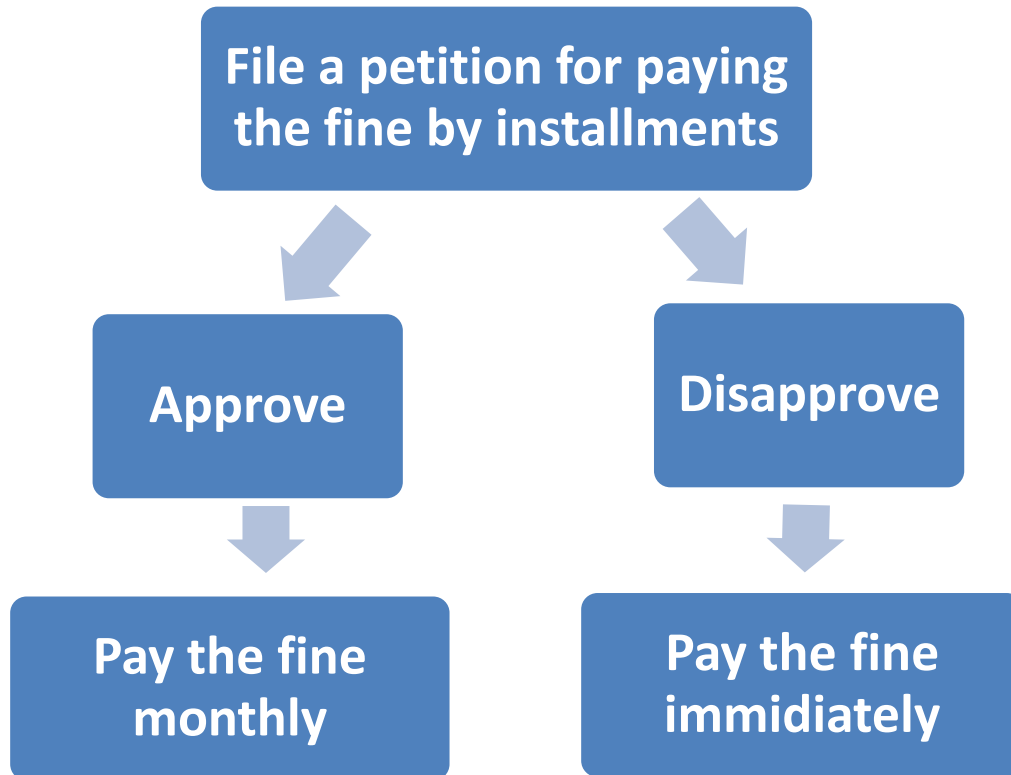 File a petition for paying
the fine by installments
Approve
Disapprove
Pay the fine
monthly
Pay the fine
immidiately